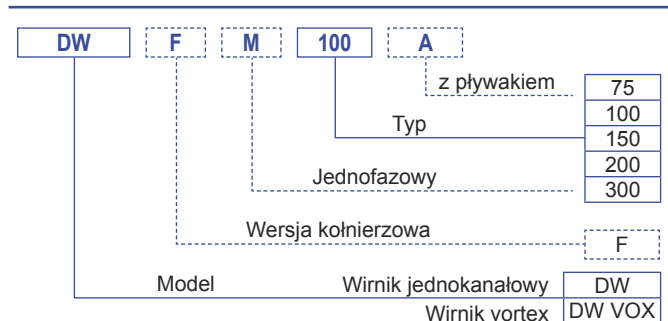 DW F M 100 A
z pływakiem 75
100
Typ 150
200
Jednofazowy 300
Wersja kołnierzowa F
Model Wirnik jednokanałowy DW
Wirnik vortex DW VOX